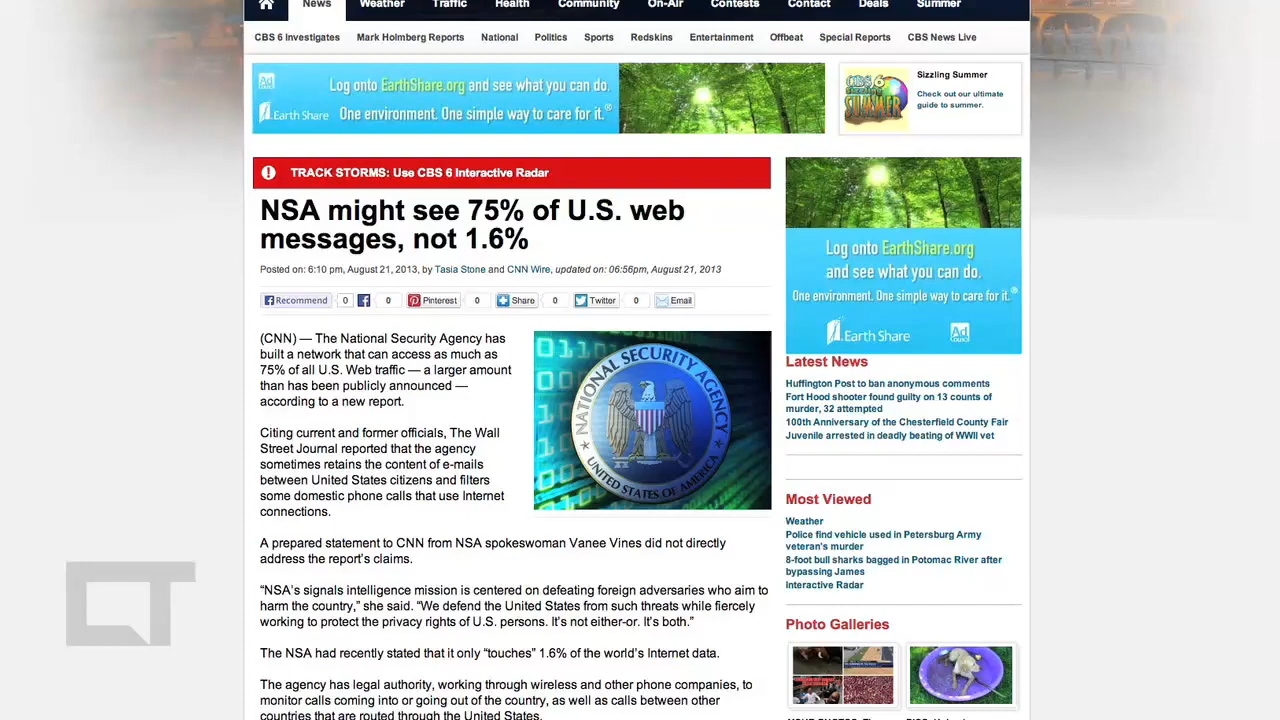 News Weather Traffic Health Community On-Air Contests Contact Deals Summer
CBS 6 Investigates Mark Holmberg Reports National Politics Sports Redskins Entertainment Offbeat Special Reports CBS News Live
Ad
Council
Log onto EarthShare.org and see what you can do.
Earth Share
One environment. One simple way to care for it.®
CBS 6
Sizzling
SUMMER
Sizzling Summer
Check out our ultimate
guide to summer.
TRACK STORMS: Use CBS 6 Interactive Radar
NSA might see 75% of U.S. web
messages, not 1.6%
Posted on: 6:10 pm, August 21, 2013, by Tasia Stone and CNN Wire, updated on: 06:56pm, August 21, 2013
Recommend 0 0 Pinterest 0 Share 0 Twitter 0 Email
(CNN) — The National Security Agency has
built a network that can access as much as
75% of all U.S. Web traffic — a larger amount
than has been publicly announced —
according to a new report.
Citing current and former officials, The Wall
Street Journal reported that the agency
sometimes retains the content of e-mails
between United States citizens and filters
some domestic phone calls that use Internet
connections.
NATIONAL SECURITY AGENCY
UNITED STATES OF AMERICA
A prepared statement to CNN from NSA spokeswoman Vanee Vines did not directly
address the report's claims.
“NSA's signals intelligence mission is centered on defeating foreign adversaries who aim to
harm the country,” she said. “We defend the United States from such threats while fiercely
working to protect the privacy rights of U.S. persons. It's not either-or. It's both.”
The NSA had recently stated that it only “touches” 1.6% of the world's Internet data.
The agency has legal authority, working through wireless and other phone companies, to
monitor calls coming into or going out of the country, as well as calls between other
countries that are routed through the United States.
Log onto EarthShare.org
and see what you can do.
One environment. One simple way to care for it.®
Earth Share
Ad
Council
Latest News
Huffington Post to ban anonymous comments
Fort Hood shooter found guilty on 13 counts of
murder, 32 attempted
100th Anniversary of the Chesterfield County Fair
Juvenile arrested in deadly beating of WWII vet
Most Viewed
Weather
Police find vehicle used in Petersburg Army
veteran's murder
8-foot bull sharks bagged in Potomac River after
bypassing James
Interactive Radar
Photo Galleries
CT